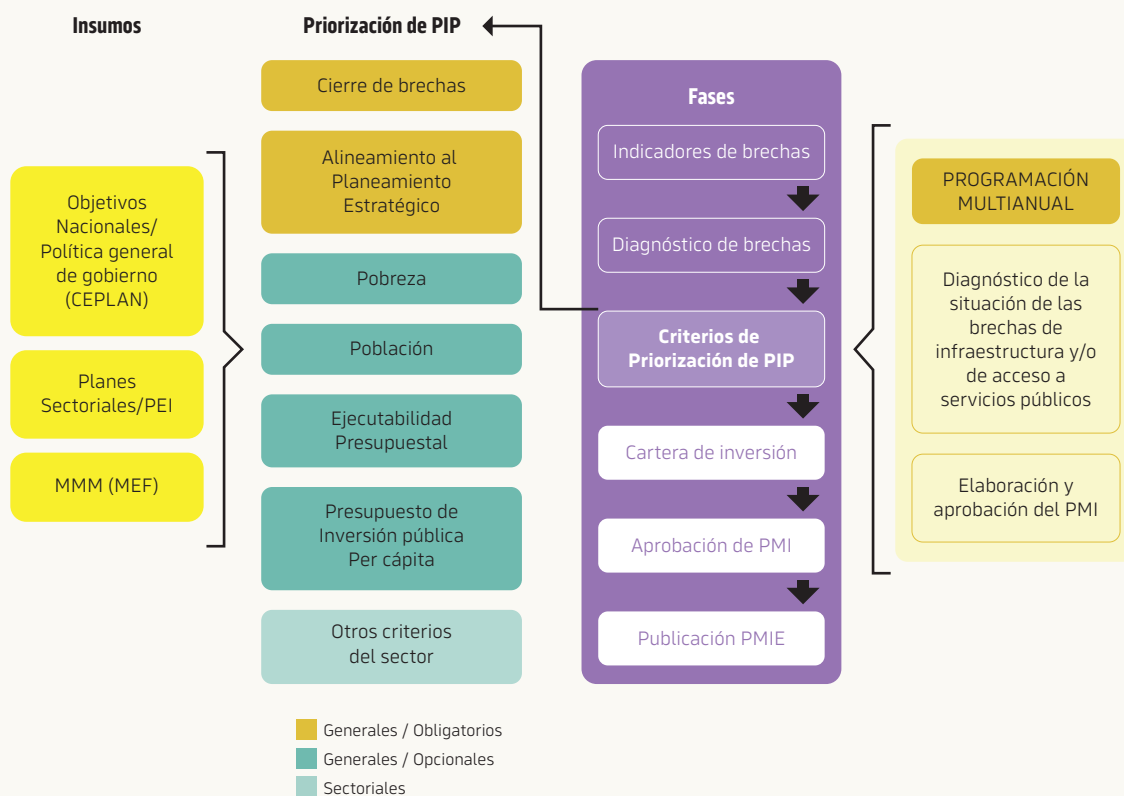 Insumos
Objetivos
Nacionales/
Política general
de gobierno
(CEPLAN)
Planes
Sectoriales/PEI
MMM (MEF)
Priorización de PIP
Cierre de brechas
Alineamiento al
Planeamiento
Estratégico
Pobreza
Población
Ejecutabilidad
Presupuestal
Presupuesto de
Inversión pública
Per cápita
Otros criterios
del sector
Generales / Obligatorios
Generales / Opcionales
Sectoriales
Fases
Indicadores de brechas
Diagnóstico de brechas
Criterios de
Priorización de PIP
Cartera de inversión
Aprobación de PMI
Publicación PMIE
PROGRAMACIÓN
MULTIANUAL
Diagnóstico de la
situación de las
brechas de
infraestructura y/o
de acceso a
servicios públicos
Elaboración y
aprobación del PMI